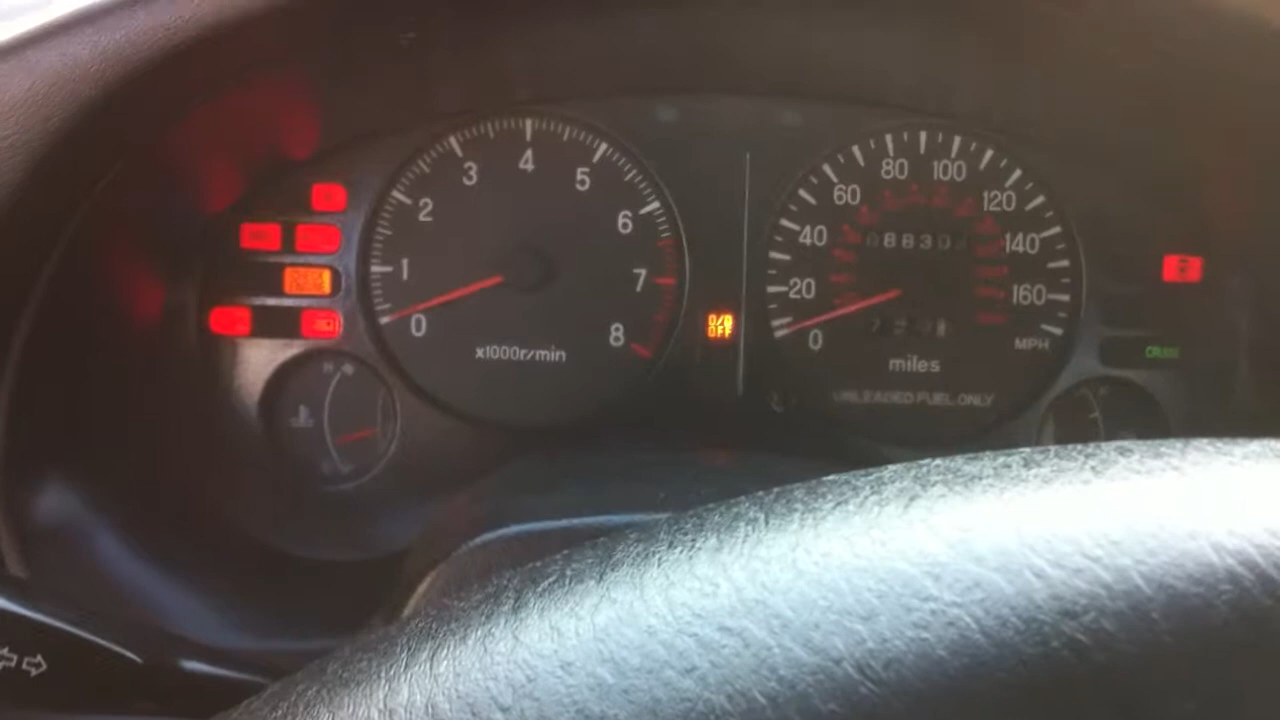 0 1 2 3 4 5 6 7 8
x1000r/min
O/D
OFF
0 20 40 60 80 100 120 140 160
MPH
miles
UNLEADED FUEL ONLY
CRUISE